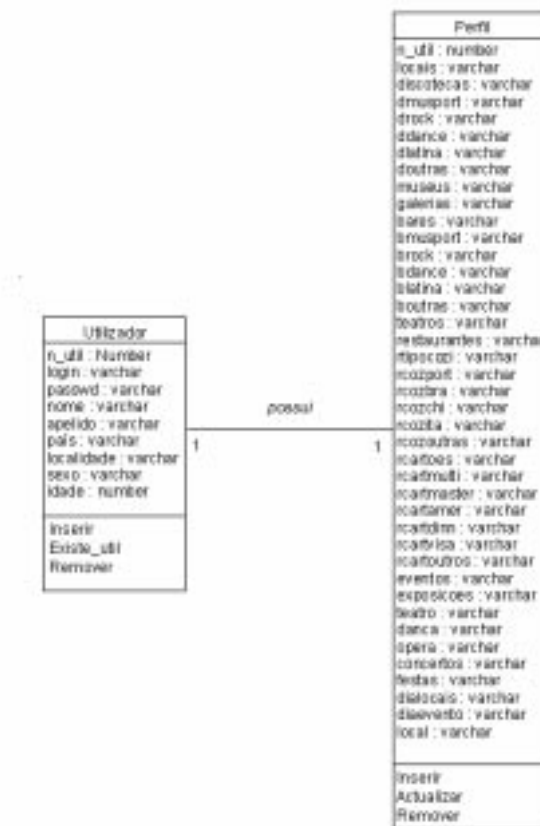 Utilizador
n_util : Number
login : varchar
passwd : varchar
nome : varchar
apelido : varchar
país : varchar
localidade : varchar
sexo : varchar
idade : number
Inserir
Existe_util
Remover
possui
1
1
Perfil
n_util : number
locais : varchar
discotecas : varchar
dmusport : varchar
drock : varchar
ddance : varchar
dlatina : varchar
doutras : varchar
museus : varchar
galerias : varchar
bares : varchar
bmusport : varchar
brock : varchar
bdance : varchar
blatina : varchar
boutras : varchar
teatros : varchar
restaurantes : varchar
rtipocozi : varchar
rcozport : varchar
rcozbra : varchar
rcozchi : varchar
rcozita : varchar
rcozoutras : varchar
rcartoes : varchar
rcartmulti : varchar
rcartmaster : varchar
rcartamer : varchar
rcartdinn : varchar
rcartvisa : varchar
rcartoutros : varchar
eventos : varchar
exposicoes : varchar
teatro : varchar
danca : varchar
opera : varchar
concertos : varchar
festas : varchar
dialocais : varchar
diaevento : varchar
local : varchar
Inserir
Actualizar
Remover